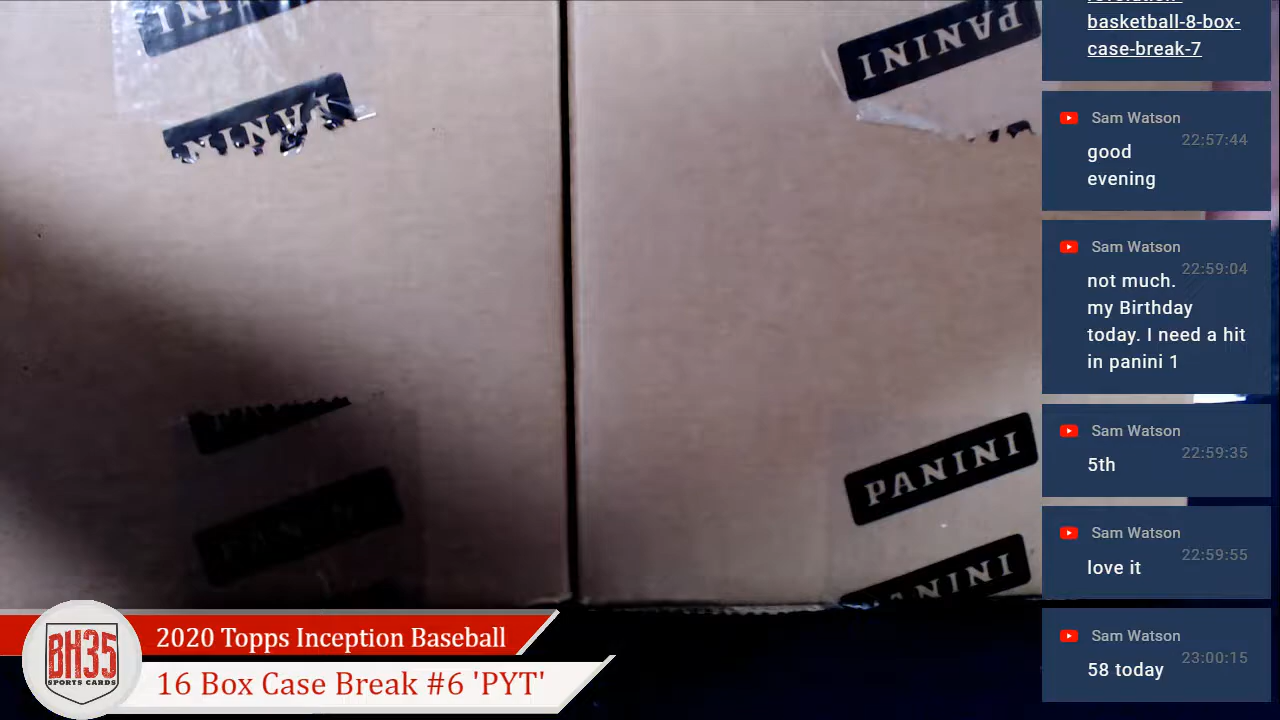 PANINI
PANINI
PANINI
PANINI
PANINI
revolution-
basketball-8-box-
case-break-7
Sam Watson
22:57:44
good
evening
Sam Watson
22:59:04
not much.
my Birthday
today. I need a hit
in panini 1
Sam Watson
22:59:35
5th
Sam Watson
22:59:55
love it
Sam Watson
23:00:15
58 today
BH35
SPORTS CARDS
2020 Topps Inception Baseball
16 Box Case Break #6 'PYT'